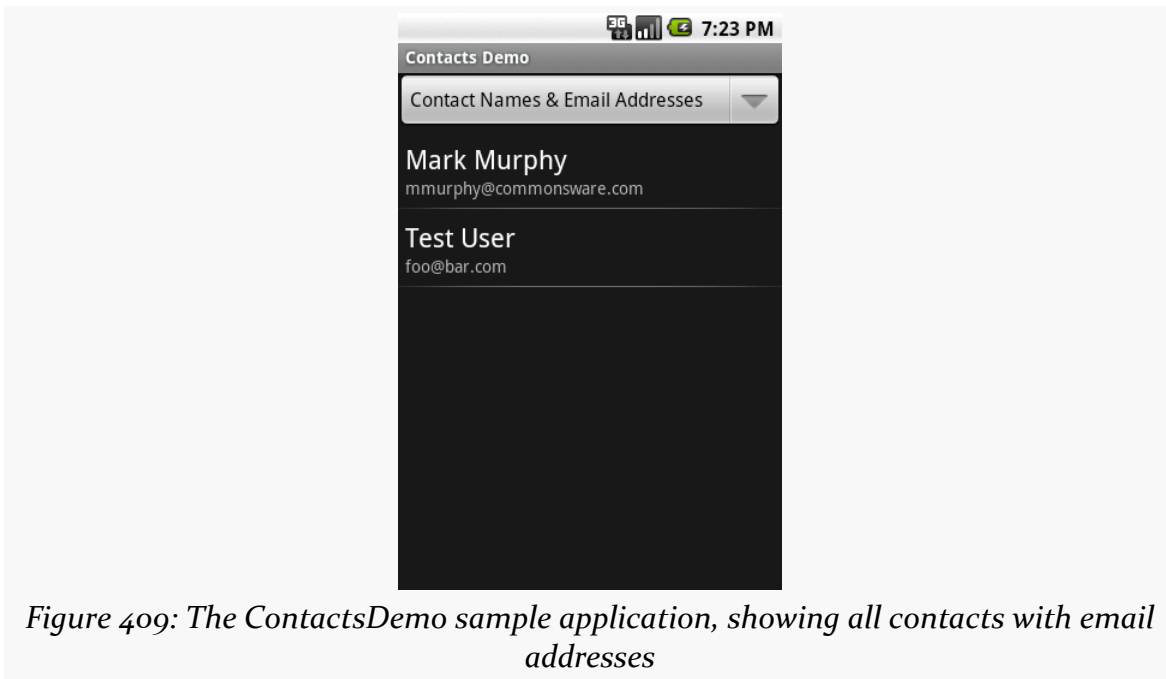 3G 7:23 PM
Contacts Demo
Contact Names & Email Addresses
Mark Murphy
mmurphy@commonsware.com
Test User
foo@bar.com
Figure 409: The ContactsDemo sample application, showing all contacts with email
addresses